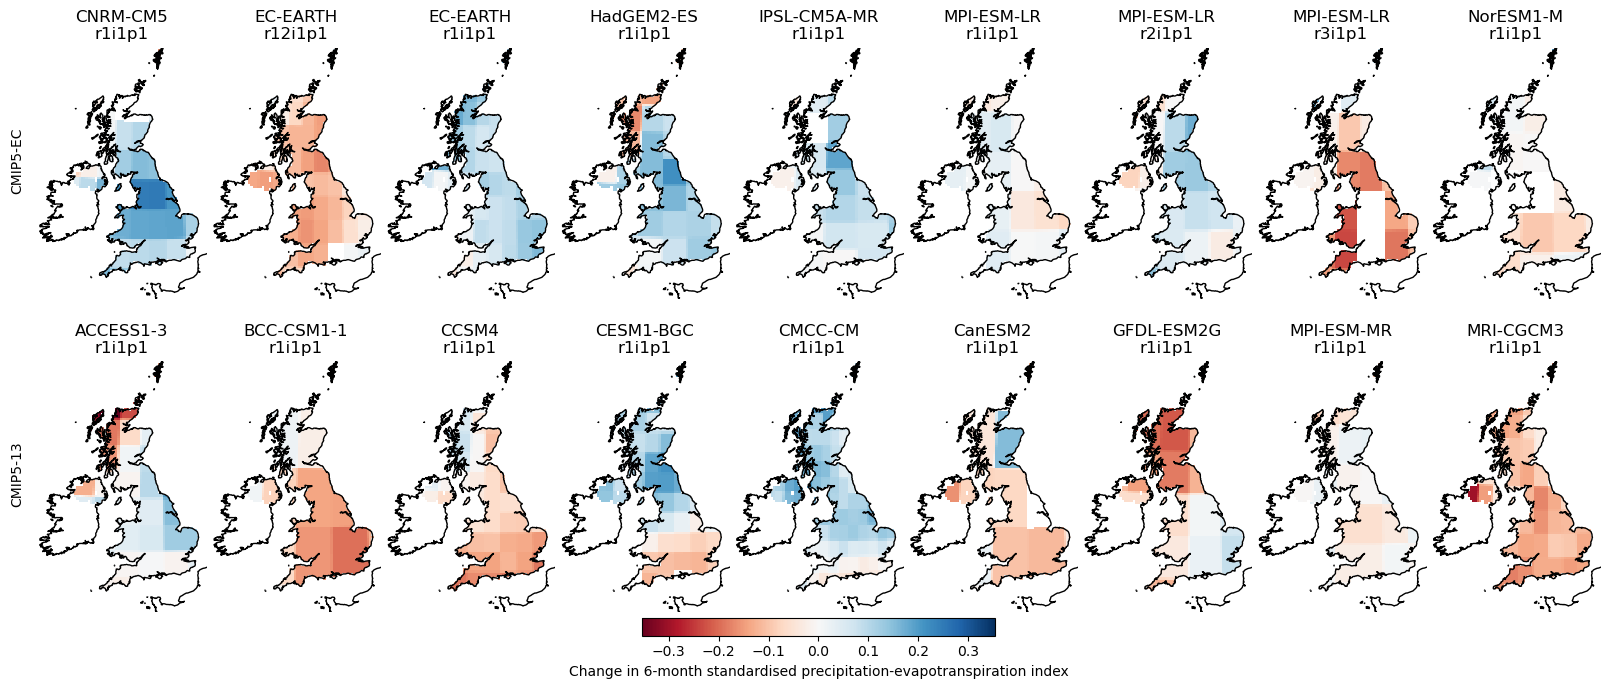 CNRM-CM5 EC-EARTH EC-EARTH HadGEM2-ES IPSL-CM5A-MR MPI-ESM-LR MPI-ESM-LR MPI-ESM-LR NorESM1-M
r1i1p1 r12i1p1 r1i1p1 r1i1p1 r1i1p1 r1i1p1 r2i1p1 r3i1p1 r1i1p1
CMIP5-EC
ACCESS1-3 BCC-CSM1-1 CCSM4 CESM1-BGC CMCC-CM CanESM2 GFDL-ESM2G MPI-ESM-MR MRI-CGCM3
r1i1p1 r1i1p1 r1i1p1 r1i1p1 r1i1p1 r1i1p1 r1i1p1 r1i1p1 r1i1p1
CMIP5-13
−0.3 −0.2 −0.1 0.0 0.1 0.2 0.3
Change in 6-month standardised precipitation-evapotranspiration index